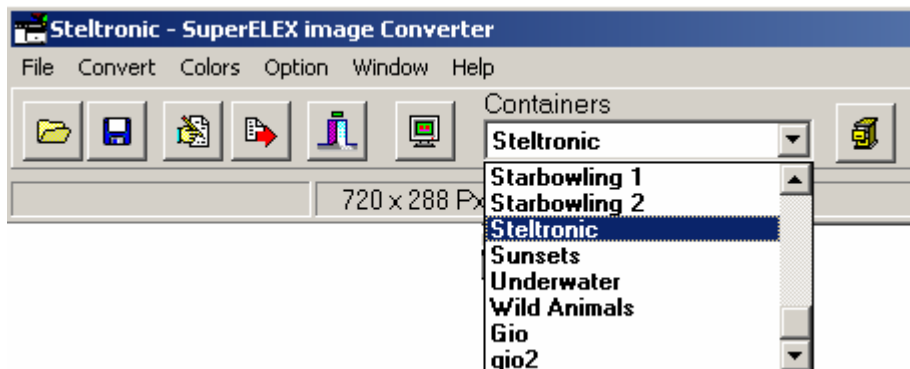 Steltronic - SuperELEX image Converter
File Convert Colors Option Window Help
Containers
Steltronic
720 x 288 Px
Starbowling 1
Starbowling 2
Steltronic
Sunsets
Underwater
Wild Animals
Gio
gio2